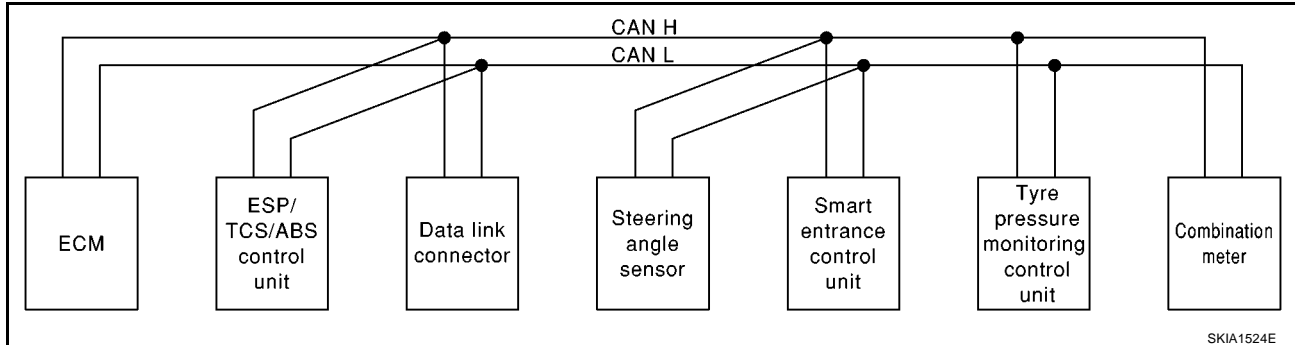 CAN H
CAN L
ECM
ESP/
TCS/ABS
control
unit
Data link
connector
Steering
angle
sensor
Smart
entrance
control
unit
Tyre
pressure
monitoring
control
unit
Combination
meter
SKIA1524E